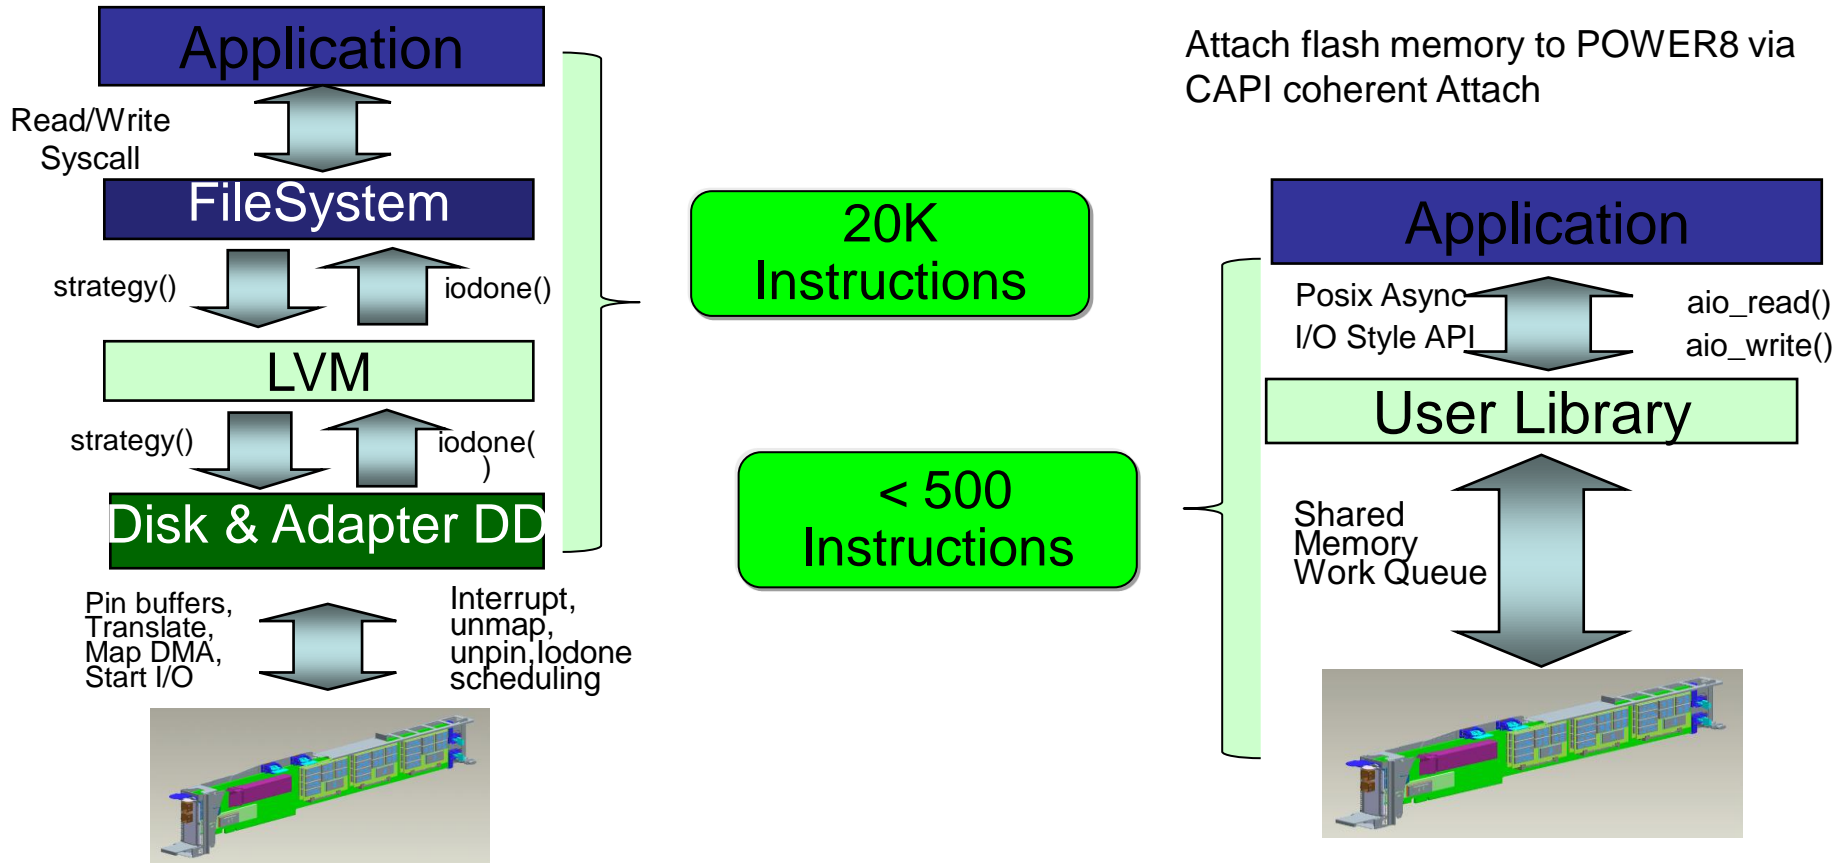 Application
Read/Write
Syscall
FileSystem
strategy()
iodone()
LVM
strategy()
iodone(
)
Disk & Adapter DD
Pin buffers,
Translate,
Map DMA,
Start I/O
Interrupt,
unmap,
unpin,Iodone
scheduling
20K
Instructions
< 500
Instructions
Attach flash memory to POWER8 via
CAPI coherent Attach
Application
Posix Async
I/O Style API
aio_read()
aio_write()
User Library
Shared
Memory
Work Queue